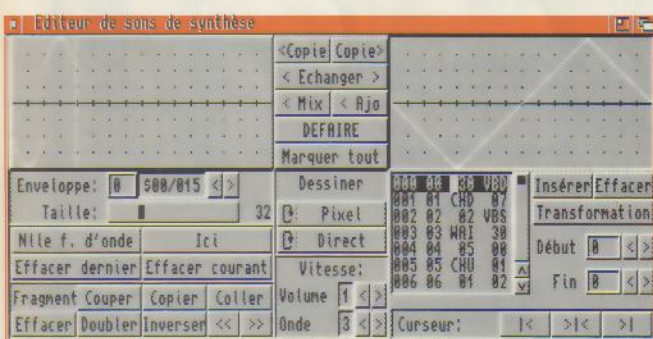 Editeur de sons de synthèse
<Copie Copie>
< Echanger >
< Mix < Ajo
DEFAIRE
Marquer tout
Enveloppe: 0 $00/015 < >
Taille: 32
Nlle f. d'onde Ici
Effacer dernier Effacer courant
Fragment Couper Copier Coller
Effacer Doubler Inverser << >>
Dessiner
Pixel
Direct
Vitesse:
Volume 1 < >
Onde 3 < >
000 00 30 VBD
001 01 CHD 07
002 02 02 VBS
003 03 WAI 30
004 04 05 00
005 05 CHU 01
006 06 01 02
Insérer Effacer
Transformation
Début 0 < >
Fin 0 < >
Curseur: |< >|< >|